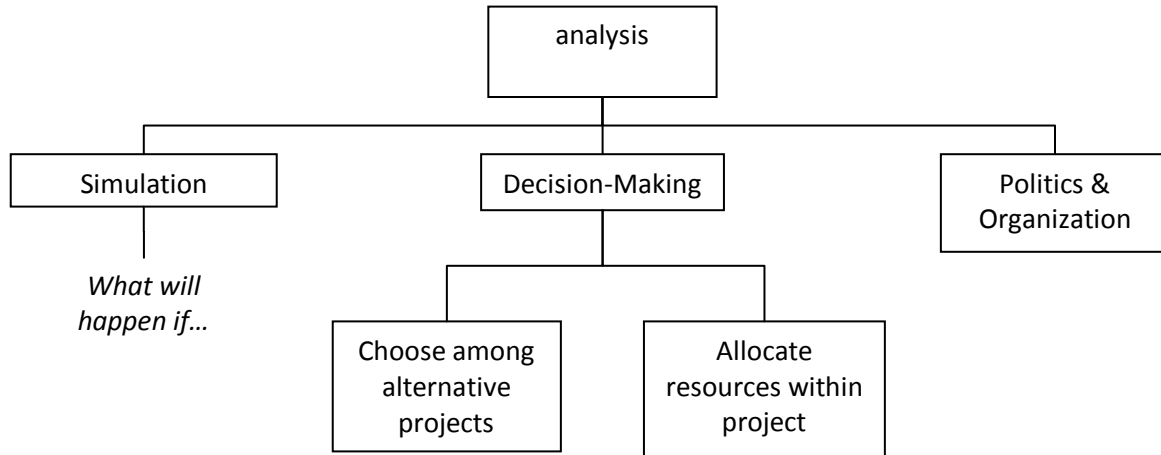 analysis
Simulation
Decision-Making
Politics &
Organization
What will
happen if…
Choose among
alternative
projects
Allocate
resources within
project